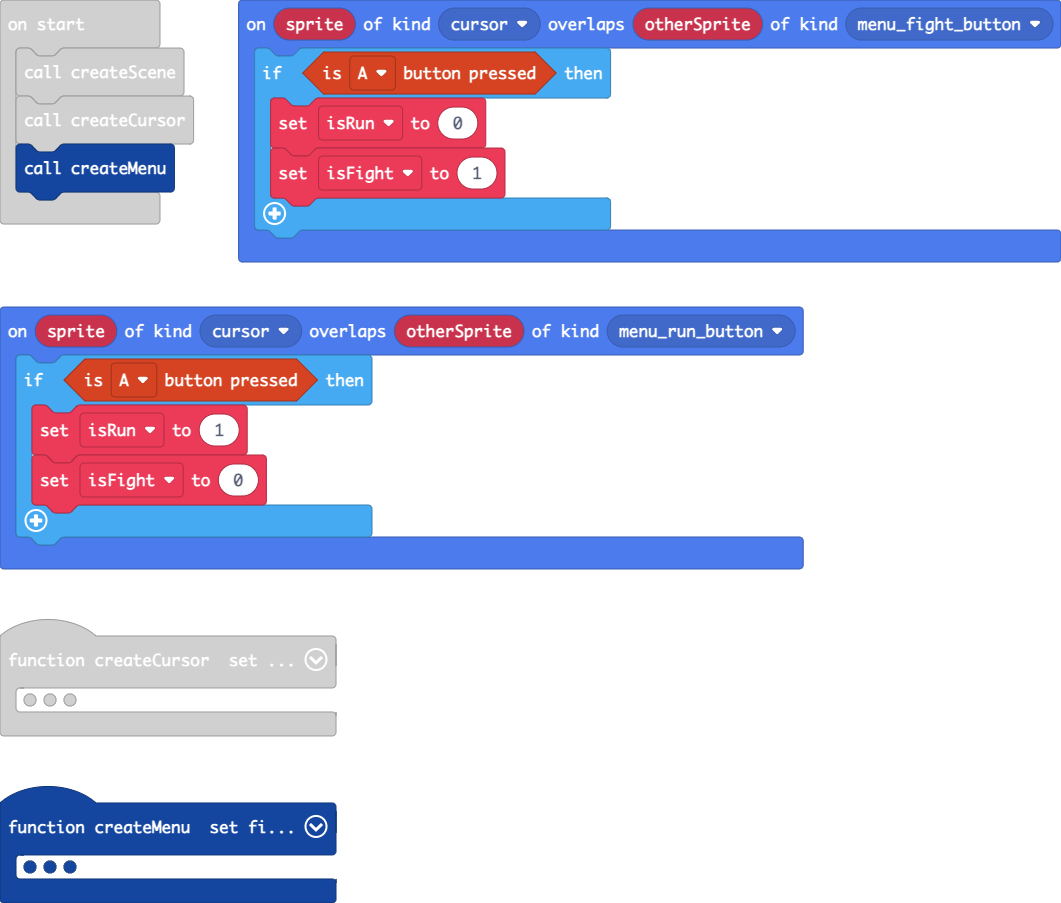 on start
call createScene
call createCursor
call createMenu
on sprite of kind cursor overlaps otherSprite of kind menu_fight_button
if is A button pressed then
set isRun to 0
set isFight to 1
on sprite of kind cursor overlaps otherSprite of kind menu_run_button
if is A button pressed then
set isRun to 1
set isFight to 0
function createCursor set ...
function createMenu set fi...